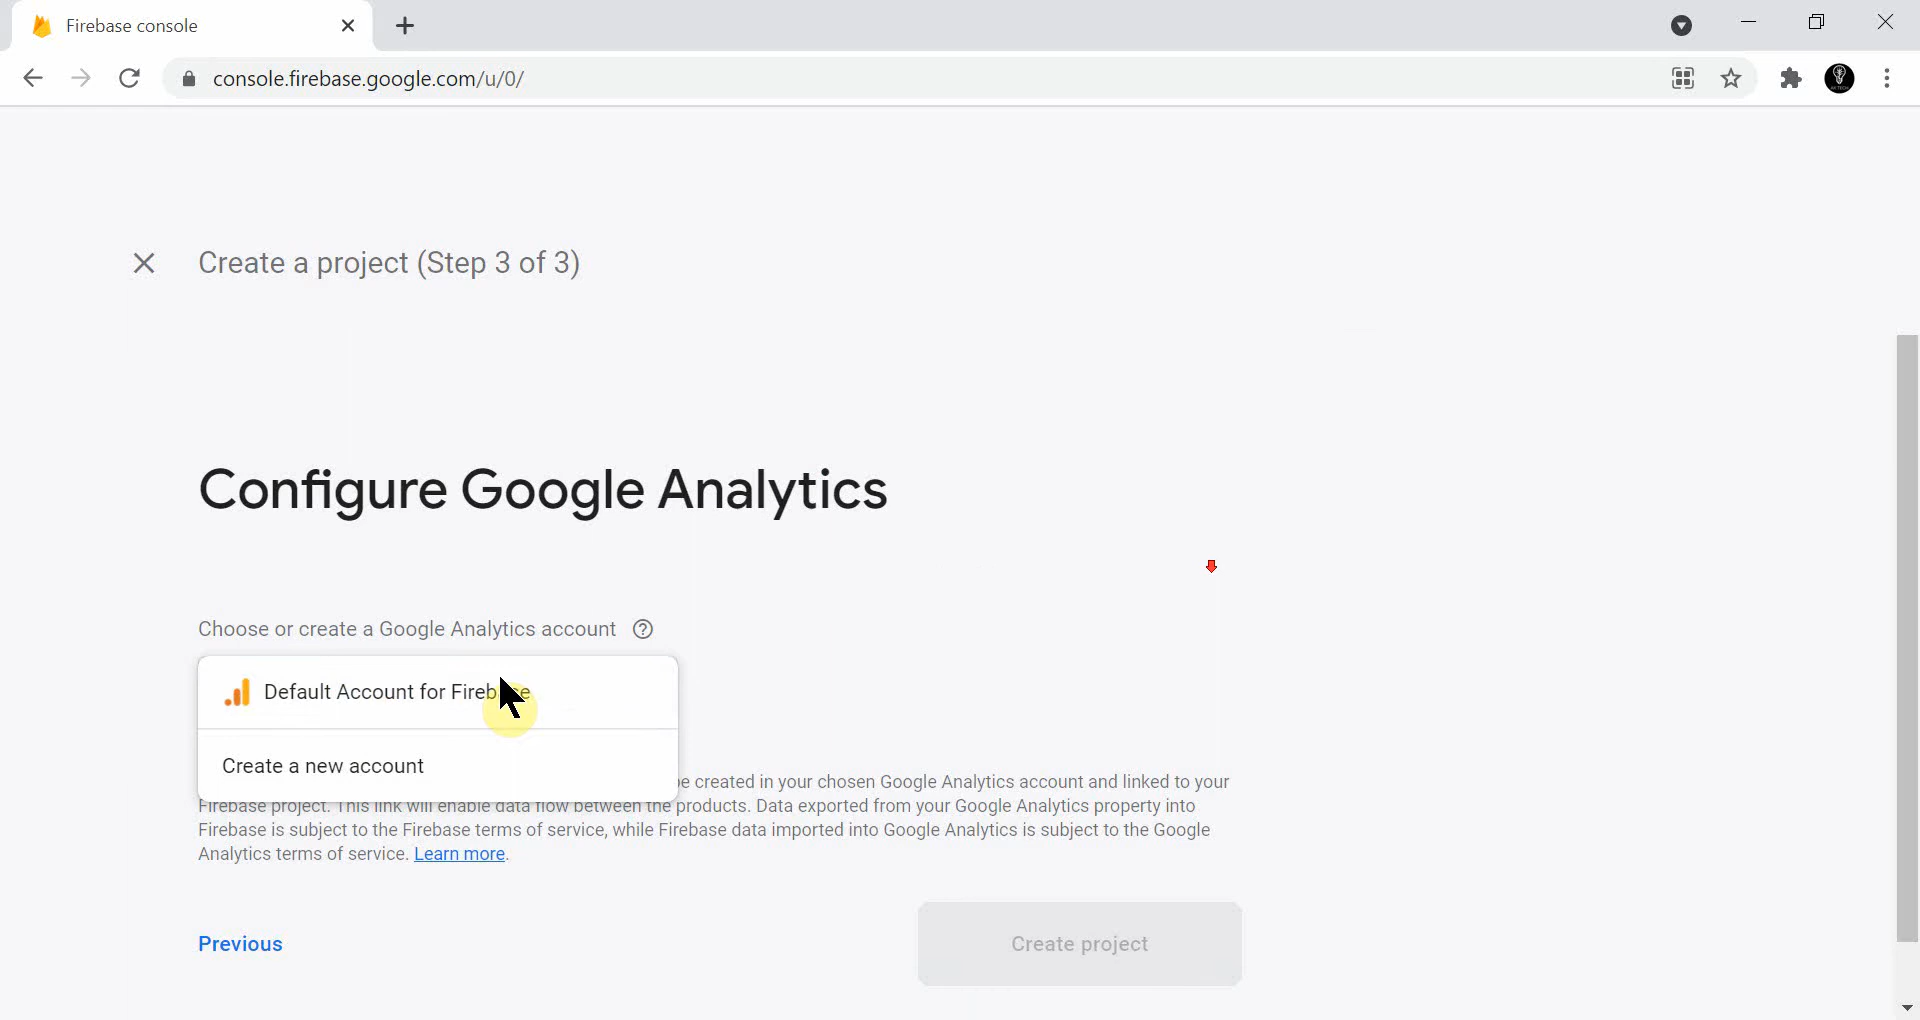 Firebase console
console.firebase.google.com/u/0/
Create a project (Step 3 of 3)
Configure Google Analytics
Choose or create a Google Analytics account
Default Account for Firebase
Create a new account
be created in your chosen Google Analytics account and linked to your
Firebase project. This link will enable data flow between the products. Data exported from your Google Analytics property into
Firebase is subject to the Firebase terms of service, while Firebase data imported into Google Analytics is subject to the Google
Analytics terms of service. Learn more.
Previous
Create project